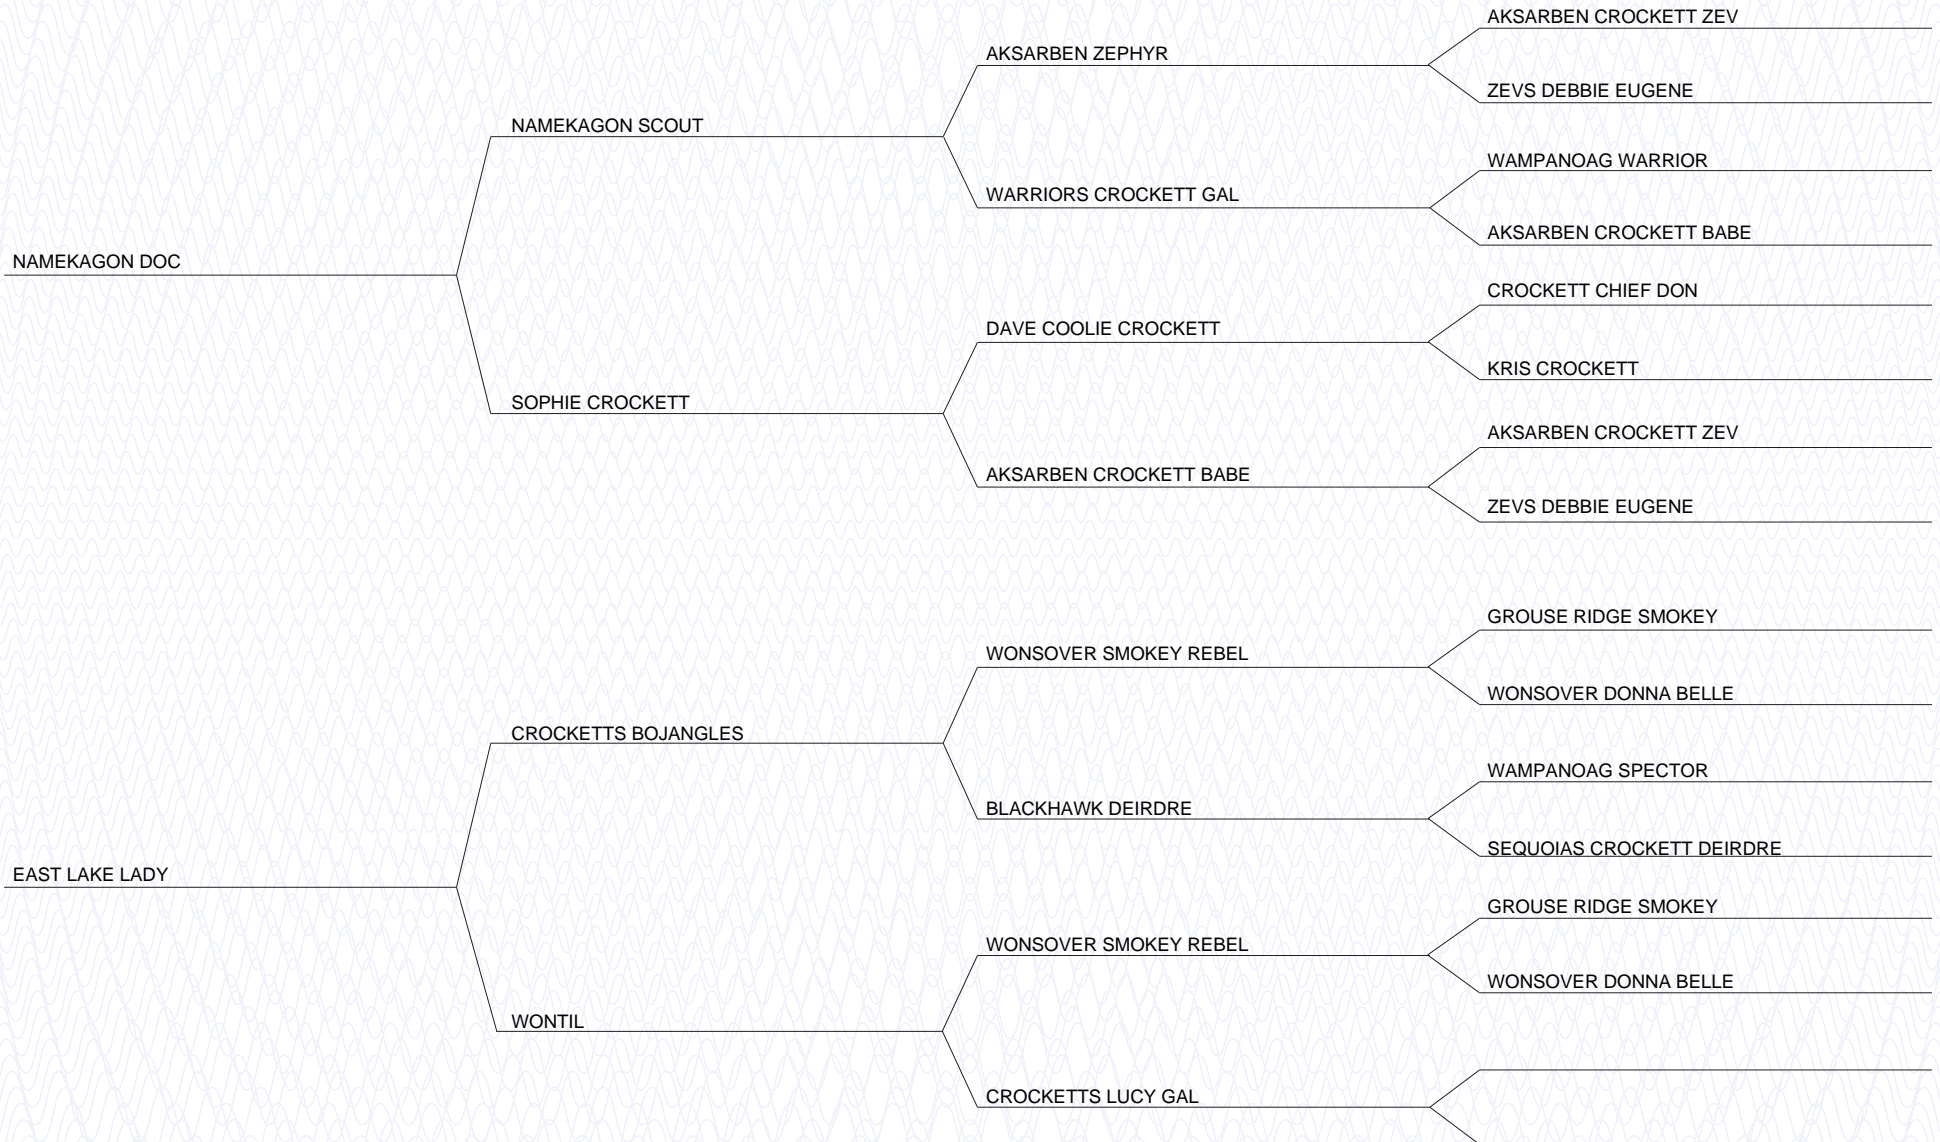 AKSARBEN CROCKETT ZEV
AKSARBEN ZEPHYR
ZEVS DEBBIE EUGENE
NAMEKAGON SCOUT
WAMPANOAG WARRIOR
WARRIORS CROCKETT GAL
AKSARBEN CROCKETT BABE
NAMEKAGON DOC
CROCKETT CHIEF DON
DAVE COOLIE CROCKETT
KRIS CROCKETT
SOPHIE CROCKETT
AKSARBEN CROCKETT ZEV
AKSARBEN CROCKETT BABE
ZEVS DEBBIE EUGENE
GROUSE RIDGE SMOKEY
WONSOVER SMOKEY REBEL
WONSOVER DONNA BELLE
CROCKETTS BOJANGLES
WAMPANOAG SPECTOR
BLACKHAWK DEIRDRE
SEQUOIAS CROCKETT DEIRDRE
EAST LAKE LADY
GROUSE RIDGE SMOKEY
WONSOVER SMOKEY REBEL
WONSOVER DONNA BELLE
WONTIL
CROCKETTS LUCY GAL